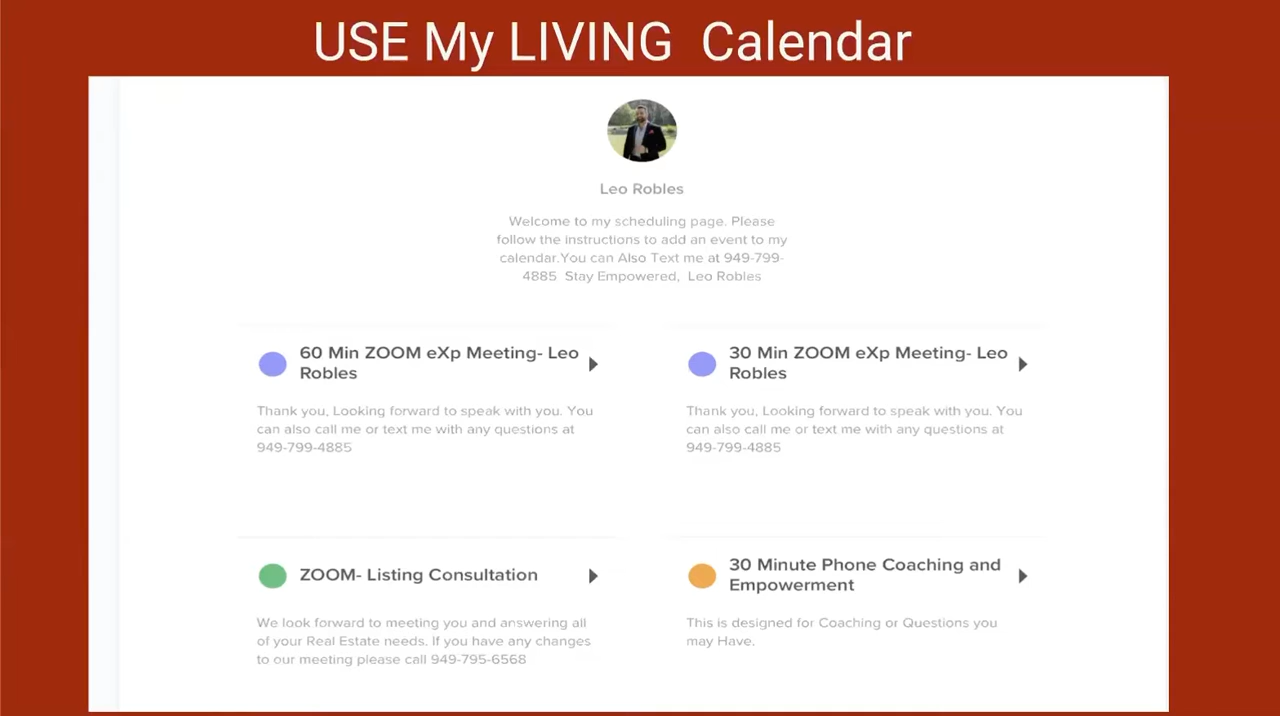 USE My LIVING Calendar
Leo Robles
Welcome to my scheduling page. Please
follow the instructions to add an event to my
calendar.You can Also Text me at 949-799-
4885 Stay Empowered, Leo Robles
60 Min ZOOM eXp Meeting- Leo
Robles
Thank you, Looking forward to speak with you. You
can also call me or text me with any questions at
949-799-4885
30 Min ZOOM eXp Meeting- Leo
Robles
Thank you, Looking forward to speak with you. You
can also call me or text me with any questions at
949-799-4885
ZOOM- Listing Consultation
We look forward to meeting you and answering all
of your Real Estate needs. If you have any changes
to our meeting please call 949-795-6568
30 Minute Phone Coaching and
Empowerment
This is designed for Coaching or Questions you
may Have.